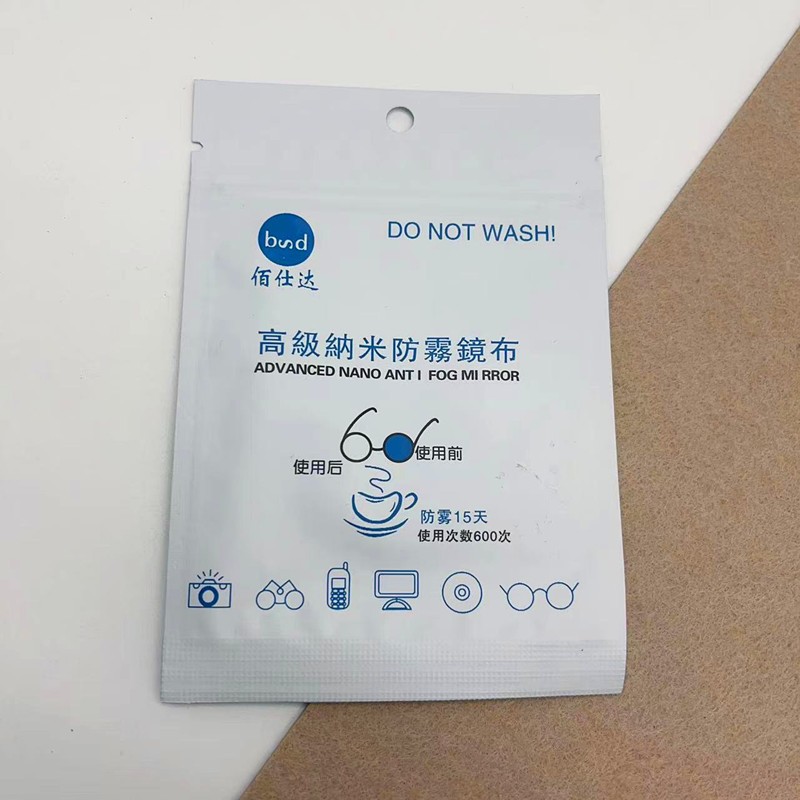 bsd
佰仕达
DO NOT WASH!
高級納米防霧鏡布
ADVANCED NANO ANT I FOG MI RROR
使用后
使用前
防雾15天
使用次数600次